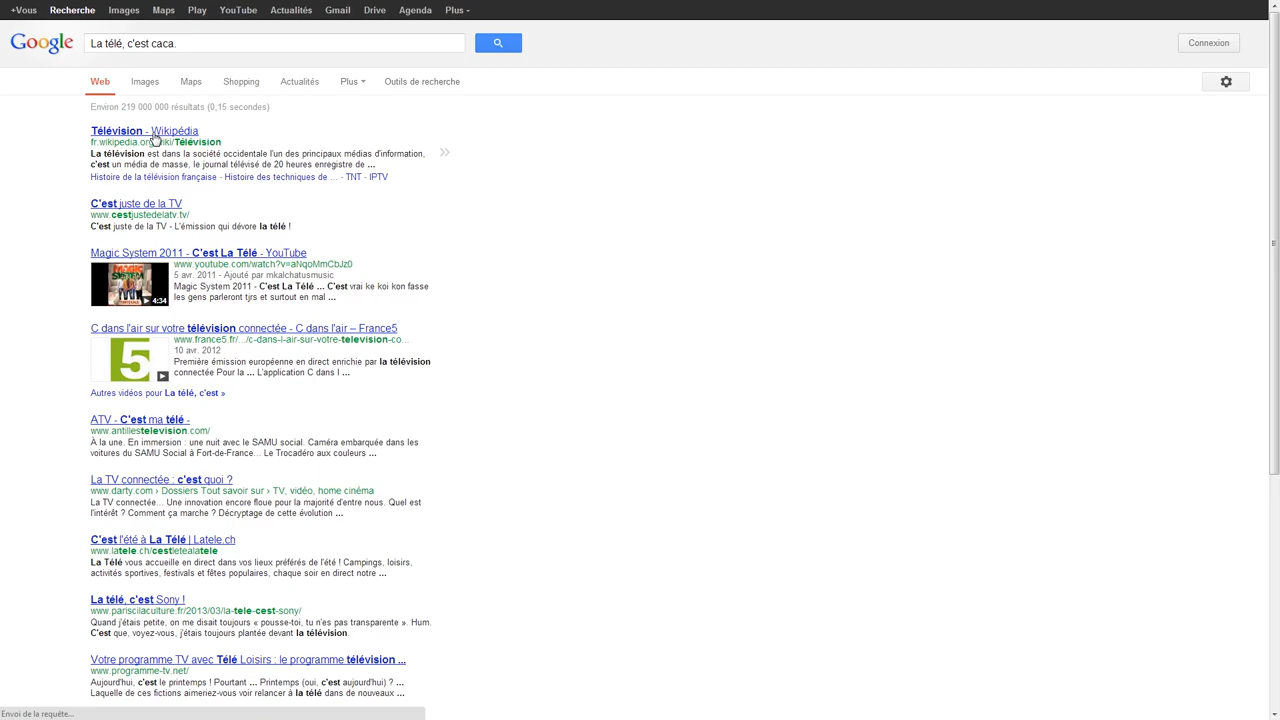 +Vous Recherche Images Maps Play YouTube Actualités Gmail Drive Agenda Plus
Google La télé, c'est caca. Connexion
Web Images Maps Shopping Actualités Plus Outils de recherche
Environ 219 000 000 résultats (0,15 secondes)
Télévision - Wikipédia
fr.wikipedia.org/wiki/Télévision
La télévision est dans la société occidentale l'un des principaux médias d'information,
c'est un média de masse, le journal télévisé de 20 heures enregistre de ...
Histoire de la télévision française - Histoire des techniques de ... - TNT - IPTV
C'est juste de la TV
www.cestjustedelatv.tv/
C'est juste de la TV - L'émission qui dévore la télé !
Magic System 2011 - C'est La Télé - YouTube
www.youtube.com/watch?v=aNqoMmCbJz0
5 avr. 2011 - Ajouté par mkalchatusmusic
Magic System 2011 - C'est La Télé ... C'est vrai ke koi kon fasse
les gens parleront tjrs et surtout en mal ...
MAGIC SYSTEM
4:34
C dans l'air sur votre télévision connectée - C dans l'air – France5
www.france5.fr/.../c-dans-l-air-sur-votre-television-co...
10 avr. 2012
Première émission européenne en direct enrichie par la télévision
connectée Pour la ... L'application C dans l ...
5
Autres vidéos pour La télé, c'est »
ATV - C'est ma télé -
www.antillestelevision.com/
À la une. En immersion : une nuit avec le SAMU social. Caméra embarquée dans les
voitures du SAMU Social à Fort-de-France... Le Trocadéro aux couleurs ...
La TV connectée : c'est quoi ?
www.darty.com › Dossiers Tout savoir sur › TV, vidéo, home cinéma
La TV connectée... Une innovation encore floue pour la majorité d'entre nous. Quel est
l'intérêt ? Comment ça marche ? Décryptage de cette évolution ...
C'est l'été à La Télé | Latele.ch
www.latele.ch/cestletealatele
La Télé vous accueille en direct dans vos lieux préférés de l'été ! Campings, loisirs,
activités sportives, festivals et fêtes populaires, chaque soir en direct notre ...
La télé, c'est Sony !
www.pariscilaculture.fr/2013/03/la-tele-cest-sony/
Quand j'étais petite, on me disait toujours « pousse-toi, tu n'es pas transparente ». Hum.
C'est que, voyez-vous, j'étais toujours plantée devant la télévision.
Votre programme TV avec Télé Loisirs : le programme télévision ...
www.programme-tv.net/
Aujourd'hui, c'est le printemps ! Pourtant ... Printemps (oui, c'est aujourd'hui) ? ...
Laquelle de ces fictions aimeriez-vous voir relancer à la télé dans de nouveaux ...
Envoi de la requête...